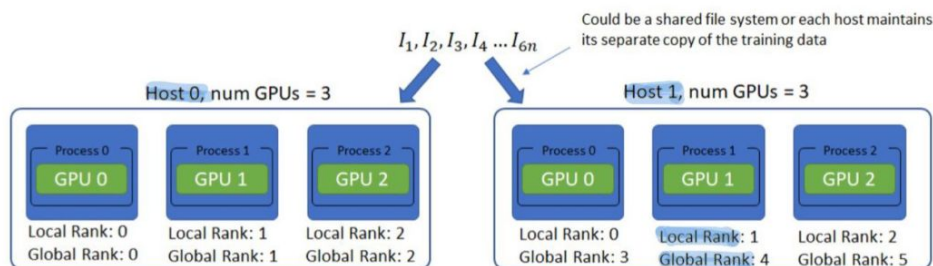 Could be a shared file system or each host maintains
its separate copy of the training data
I₁, I₂, I₃, I₄ … I₆ₙ
Host 0, num GPUs = 3
Process 0
GPU 0
Local Rank: 0
Global Rank: 0
Process 1
GPU 1
Local Rank: 1
Global Rank: 1
Process 2
GPU 2
Local Rank: 2
Global Rank: 2
Host 1, num GPUs = 3
Process 0
GPU 0
Local Rank: 0
Global Rank: 3
Process 1
GPU 1
Local Rank: 1
Global Rank: 4
Process 2
GPU 2
Local Rank: 2
Global Rank: 5